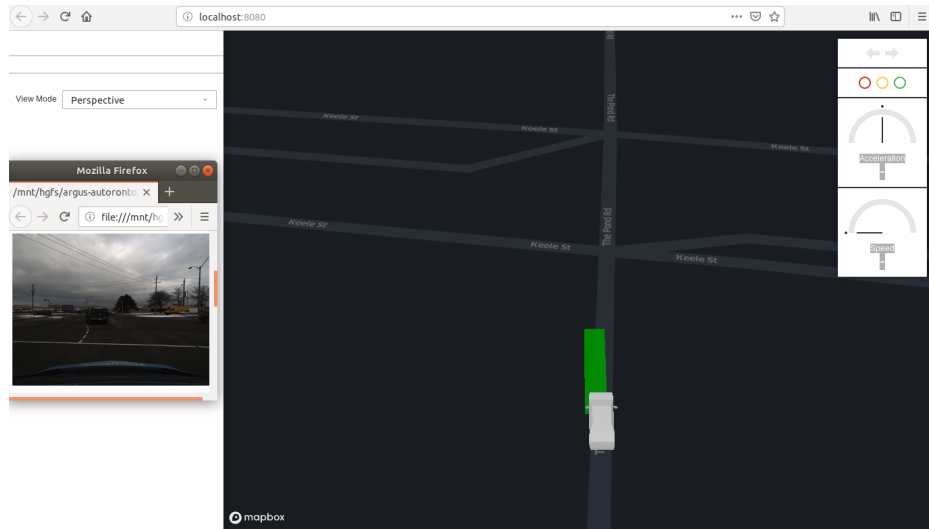 localhost:8080
View Mode
Perspective
Mozilla Firefox
/mnt/hgfs/argus-autoronto
file:///mnt/hg
The Pond Rd
Keele St
Keele St
Keele St
Keele St
The Pond Rd
Keele St
Keele St
T
Acceleration
-
Speed
-
mapbox